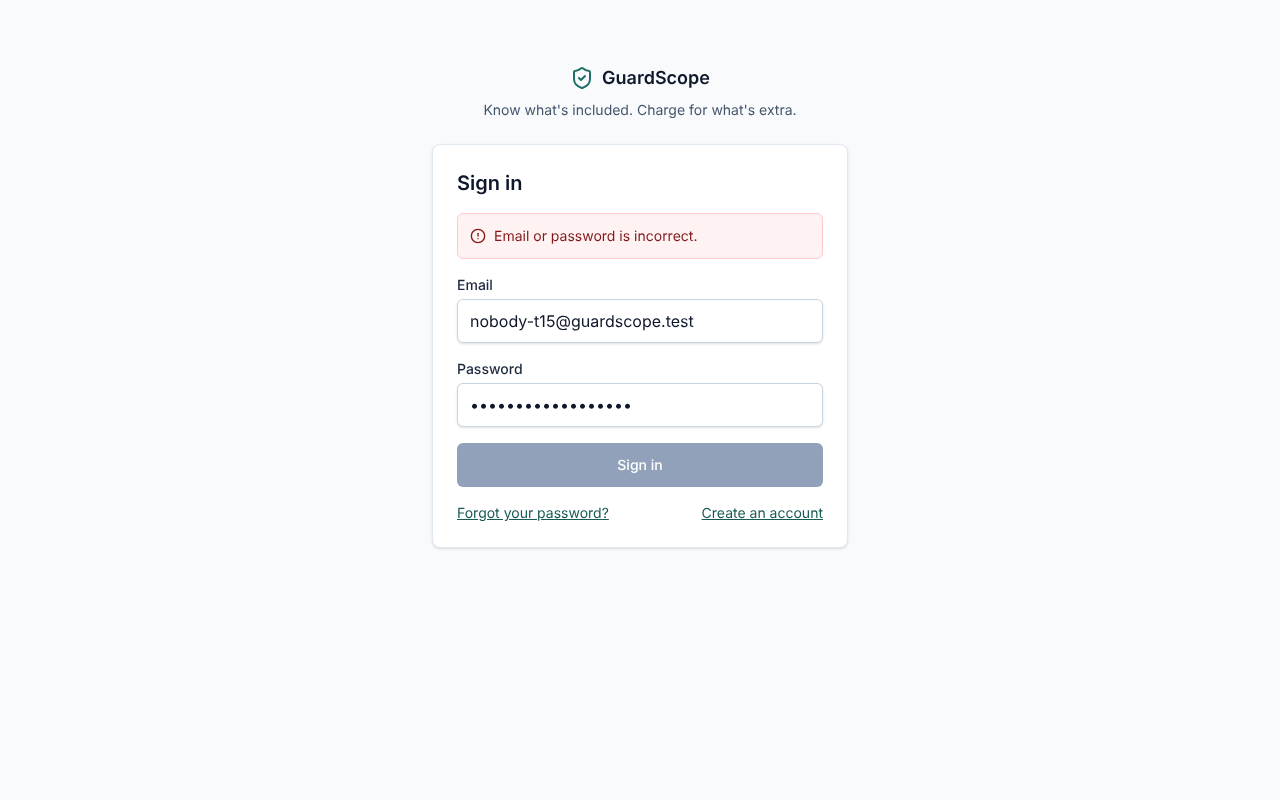 GuardScope
Know what's included. Charge for what's extra.
Sign in
Email or password is incorrect.
Email
nobody-t15@guardscope.test
Password
••••••••••••••••••
Sign in
Forgot your password? Create an account